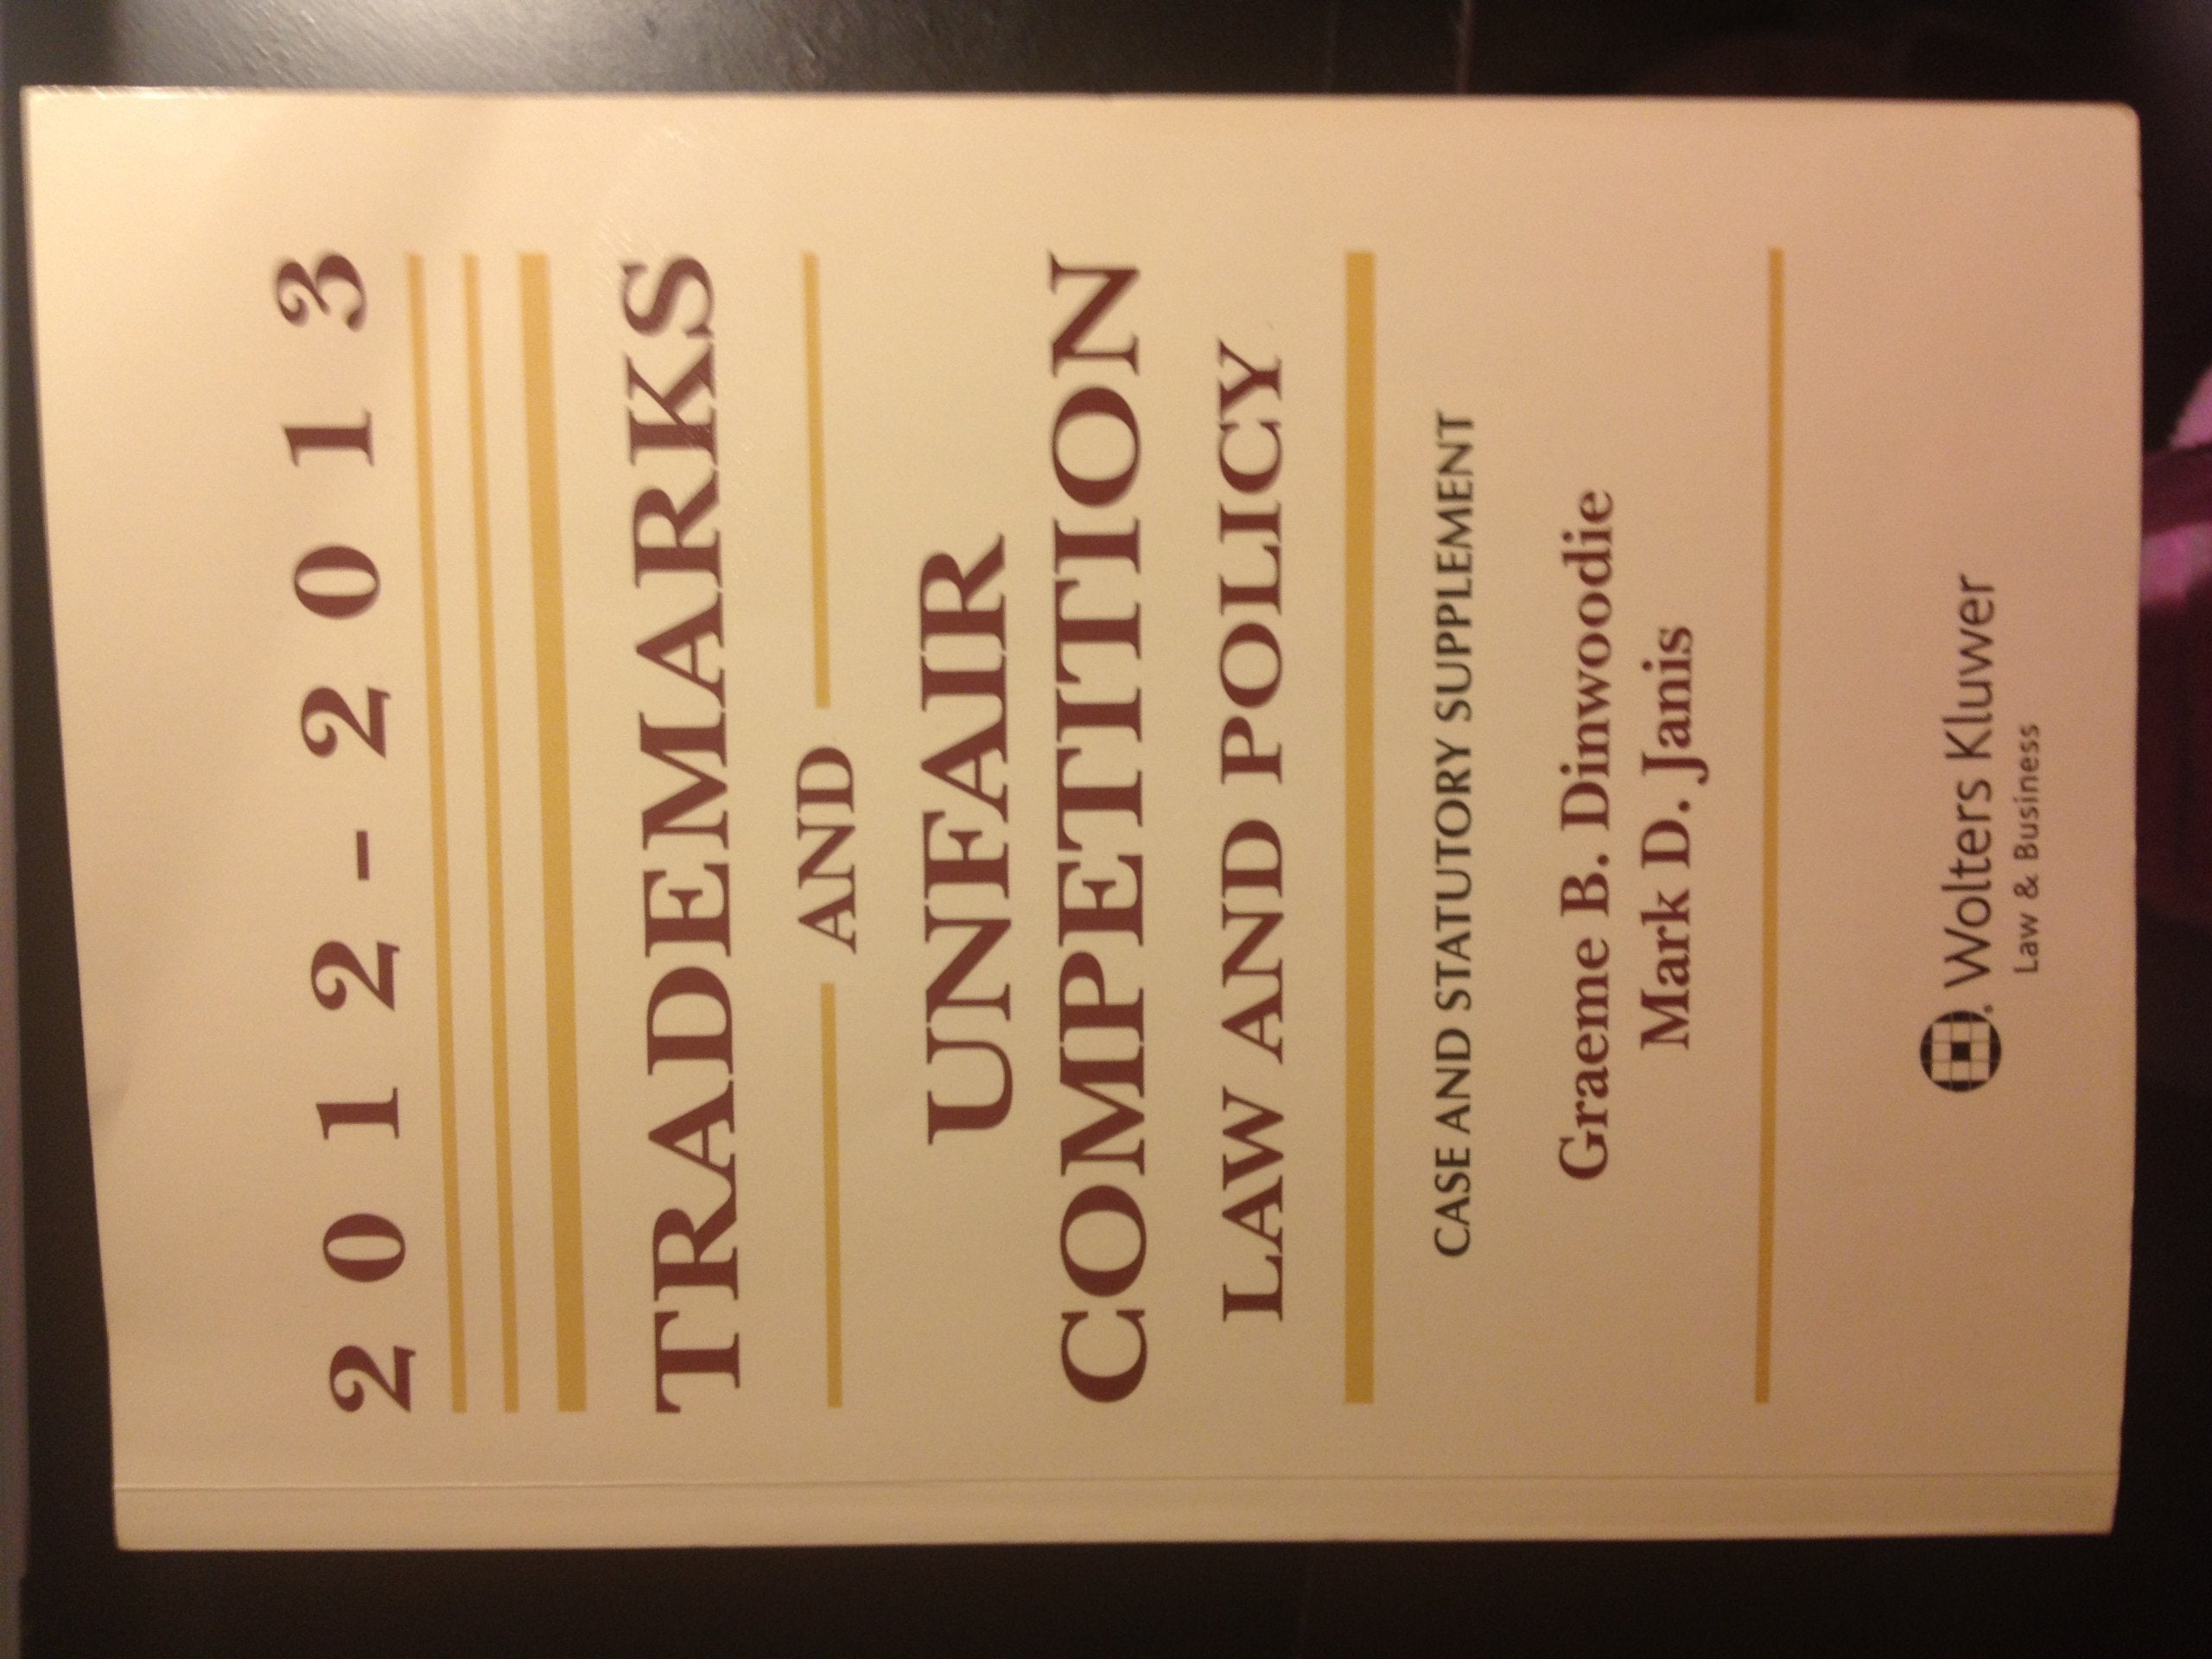 2012-2013
TRADEMARKS
AND
UNFAIR
COMPETITION
LAW AND POLICY
CASE AND STATUTORY SUPPLEMENT
Graeme B. Dinwoodie
Mark D. Janis
Wolters Kluwer
Law & Business